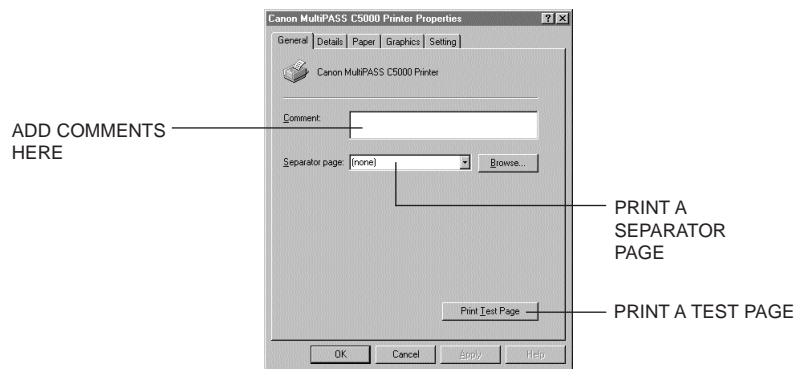 Canon MultiPASS C5000 Printer Properties
General Details Paper Graphics Setting
Canon MultiPASS C5000 Printer
Comment:
ADD COMMENTS
HERE
Separator page: (none) Browse...
PRINT A
SEPARATOR
PAGE
Print Test Page
PRINT A TEST PAGE
OK Cancel Apply Help